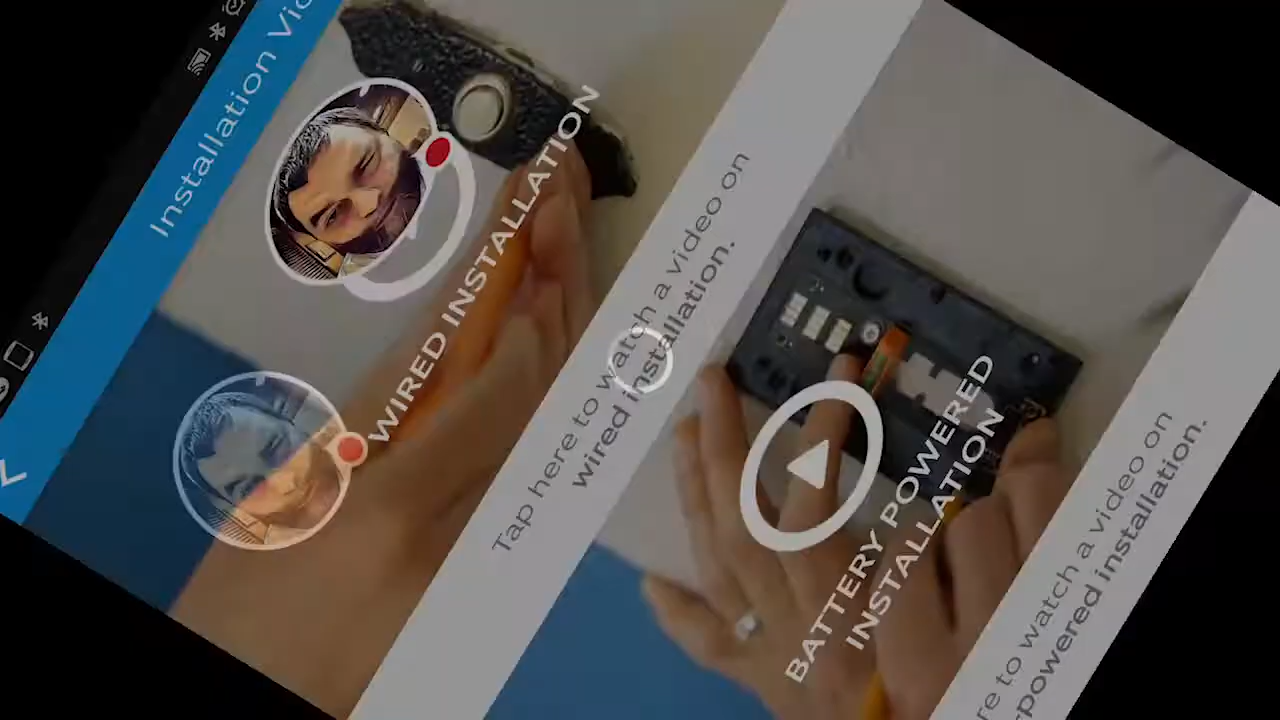 Installation Vi
WIRED INSTALLATION
Tap here to watch a video on
wired installation.
BATTERY POWERED
INSTALLATION
re to watch a video on
-powered installation.